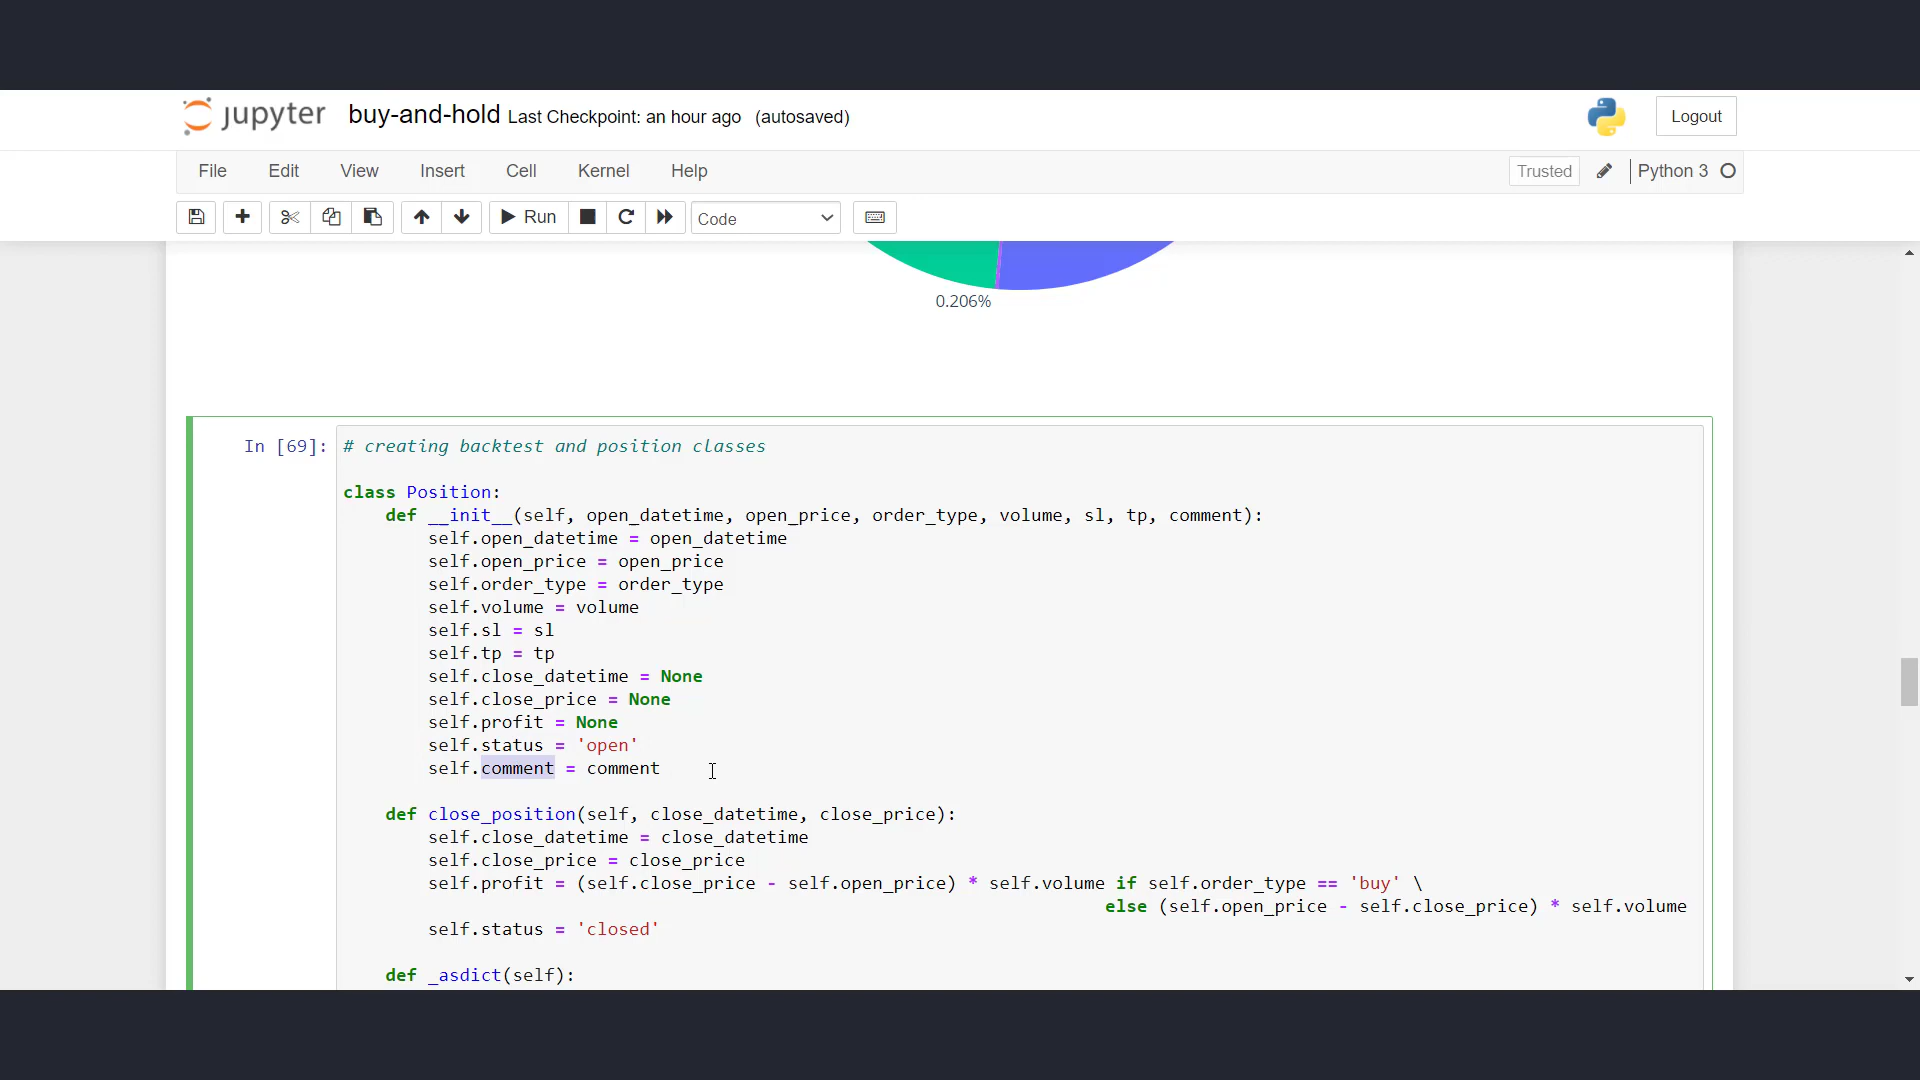 jupyter buy-and-hold Last Checkpoint: an hour ago (autosaved) Logout
File Edit View Insert Cell Kernel Help Trusted Python 3
Run Code
0.206%
In [69]: # creating backtest and position classes
class Position:
    def __init__(self, open_datetime, open_price, order_type, volume, sl, tp, comment):
        self.open_datetime = open_datetime
        self.open_price = open_price
        self.order_type = order_type
        self.volume = volume
        self.sl = sl
        self.tp = tp
        self.close_datetime = None
        self.close_price = None
        self.profit = None
        self.status = 'open'
        self.comment = comment
    def close_position(self, close_datetime, close_price):
        self.close_datetime = close_datetime
        self.close_price = close_price
        self.profit = (self.close_price - self.open_price) * self.volume if self.order_type == 'buy' \
                                                                        else (self.open_price - self.close_price) * self.volume
        self.status = 'closed'
    def _asdict(self):